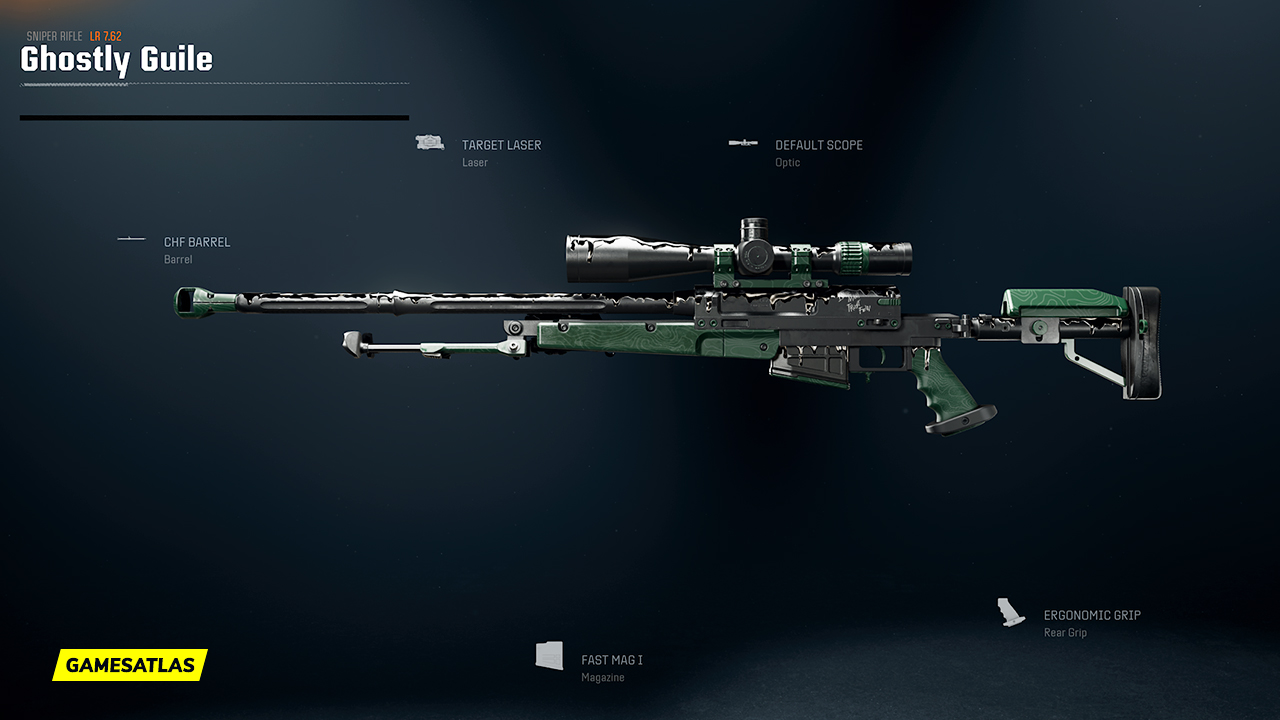 SNIPER RIFLE LR 7.62
Ghostly Guile
TARGET LASER
Laser
DEFAULT SCOPE
Optic
CHF BARREL
Barrel
ERGONOMIC GRIP
Rear Grip
FAST MAG I
Magazine
GAMESATLAS